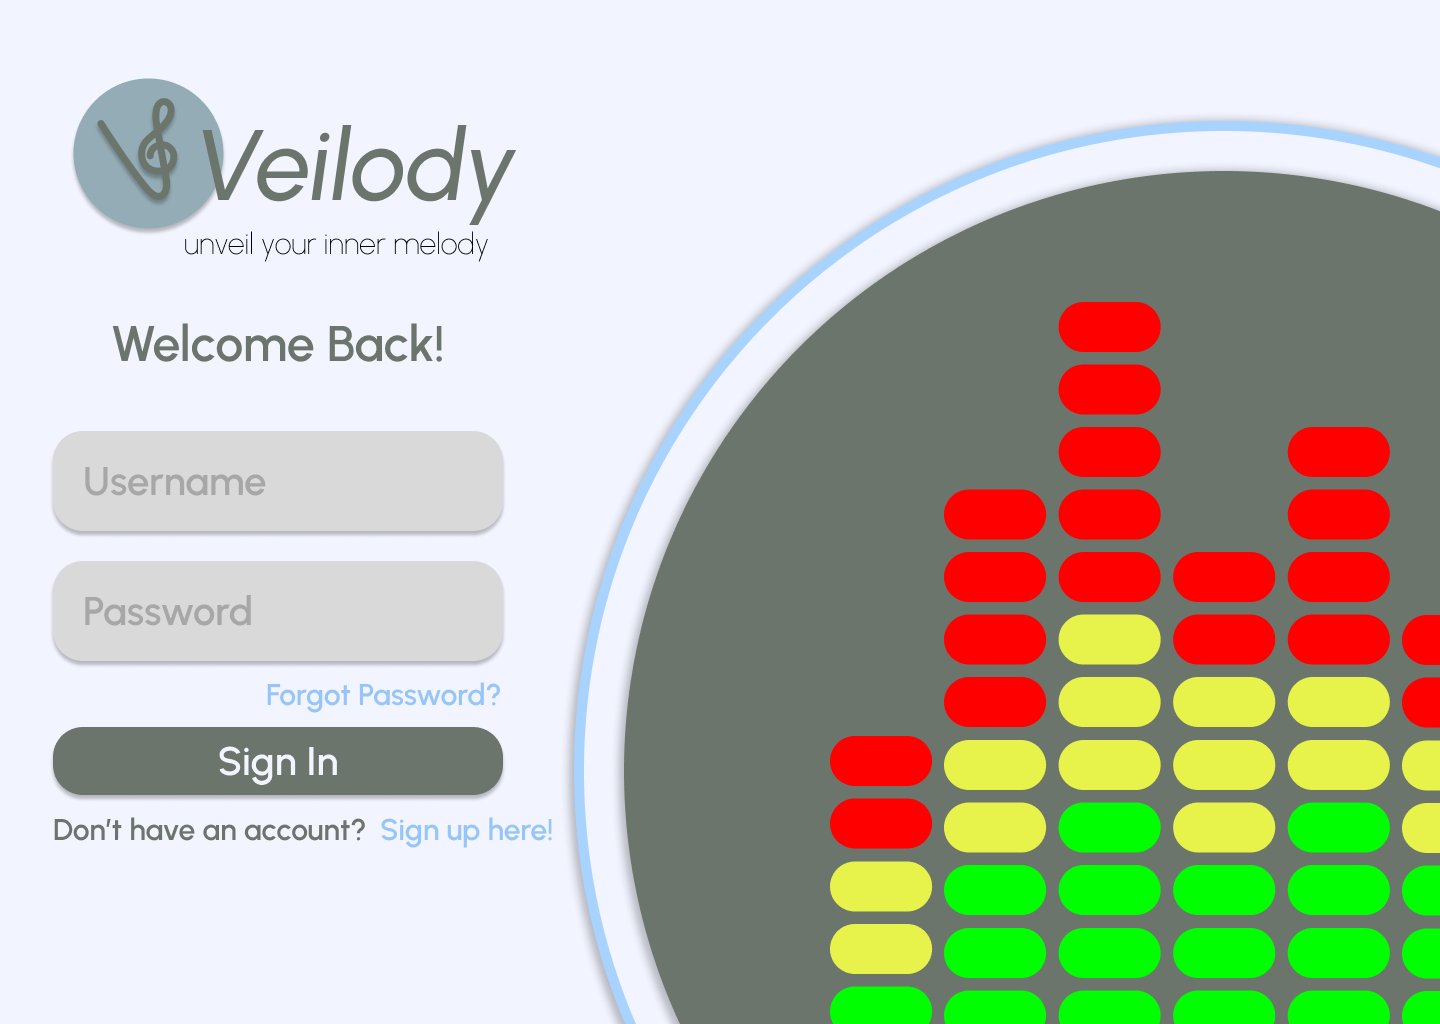 Veilody
unveil your inner melody
Welcome Back!
Username
Password
Forgot Password?
Sign In
Don't have an account? Sign up here!